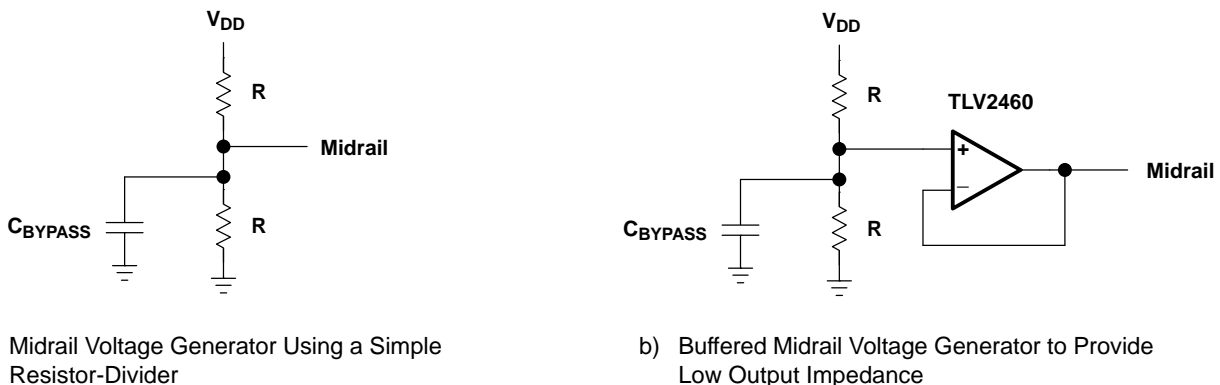 VDD
R
Midrail
CBYPASS
R
Midrail Voltage Generator Using a Simple
Resistor-Divider
VDD
R
TLV2460
+
−
Midrail
CBYPASS
R
b) Buffered Midrail Voltage Generator to Provide
Low Output Impedance